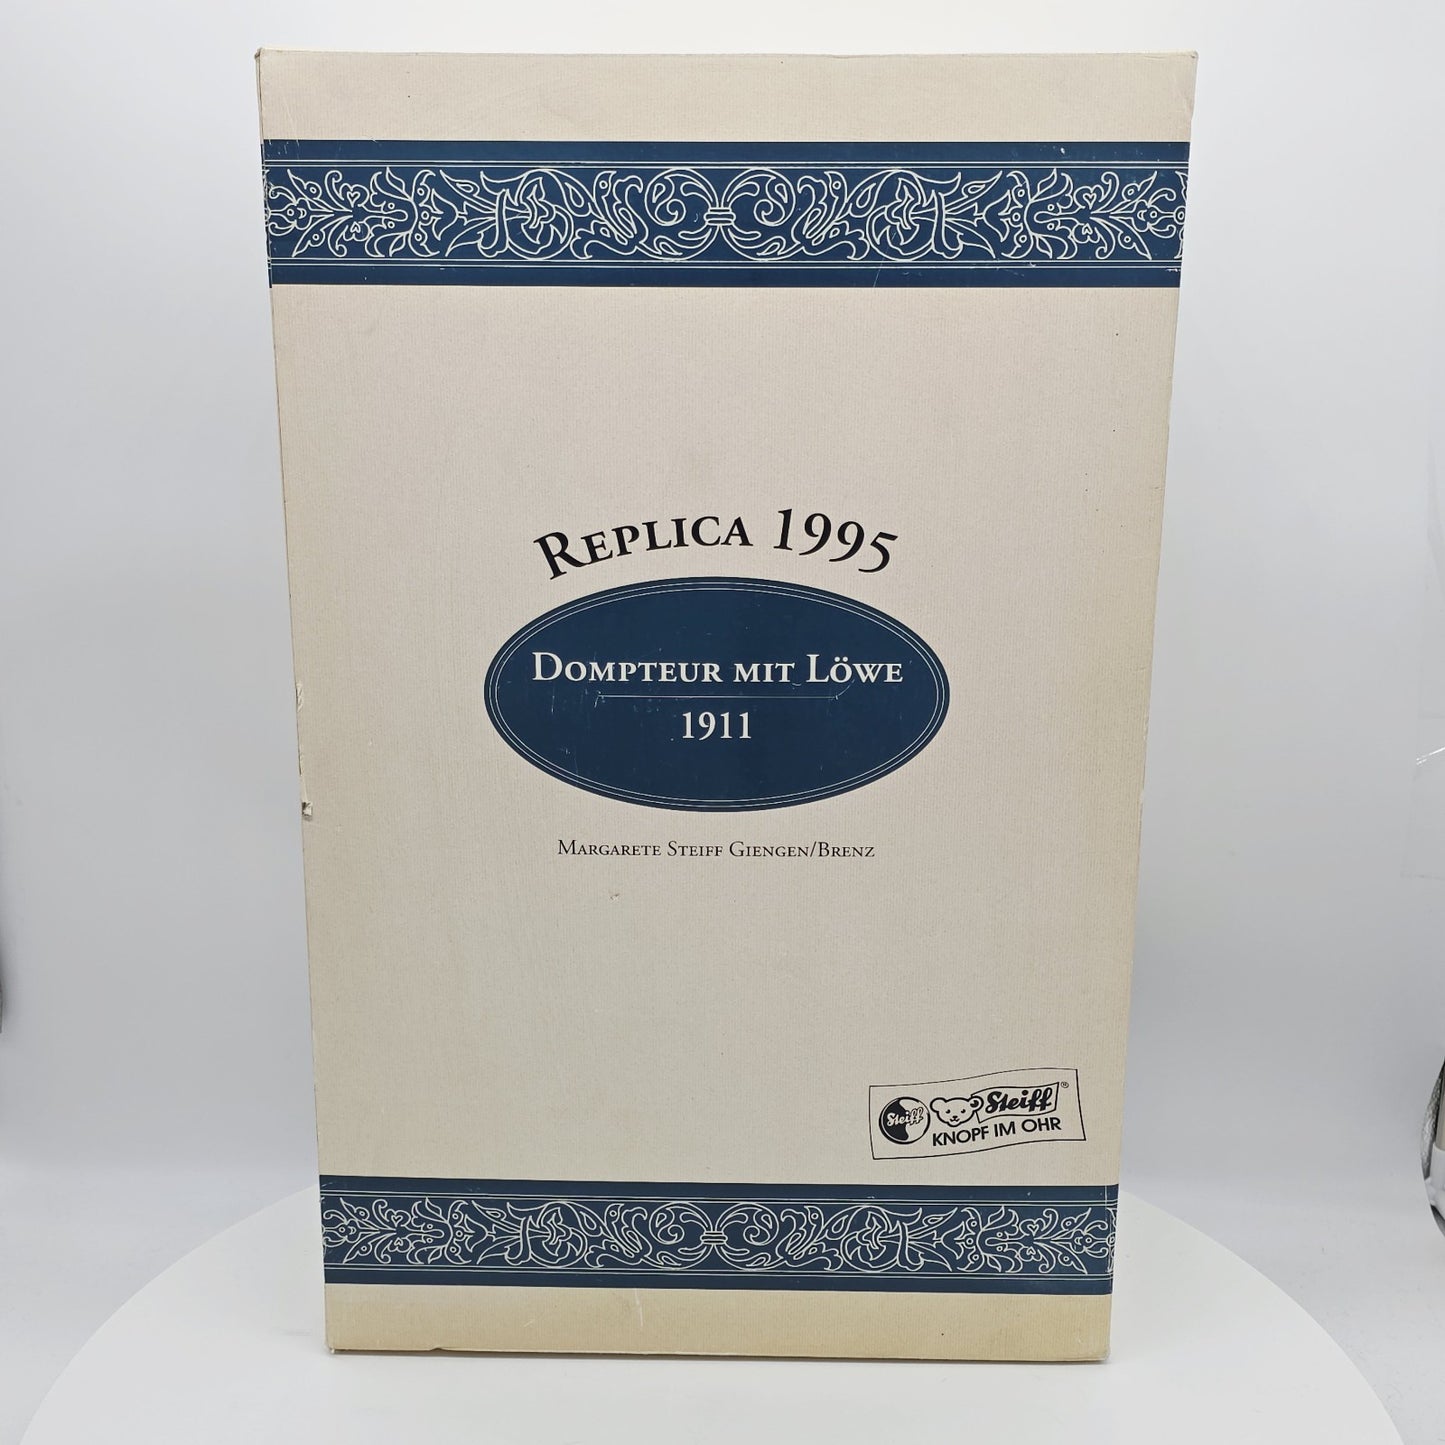 REPLICA 1995
DOMPTEUR MIT LÖWE
1911
MARGARETE STEIFF GIENGEN/BRENZ
Steiff
Steiff®
KNOPF IM OHR